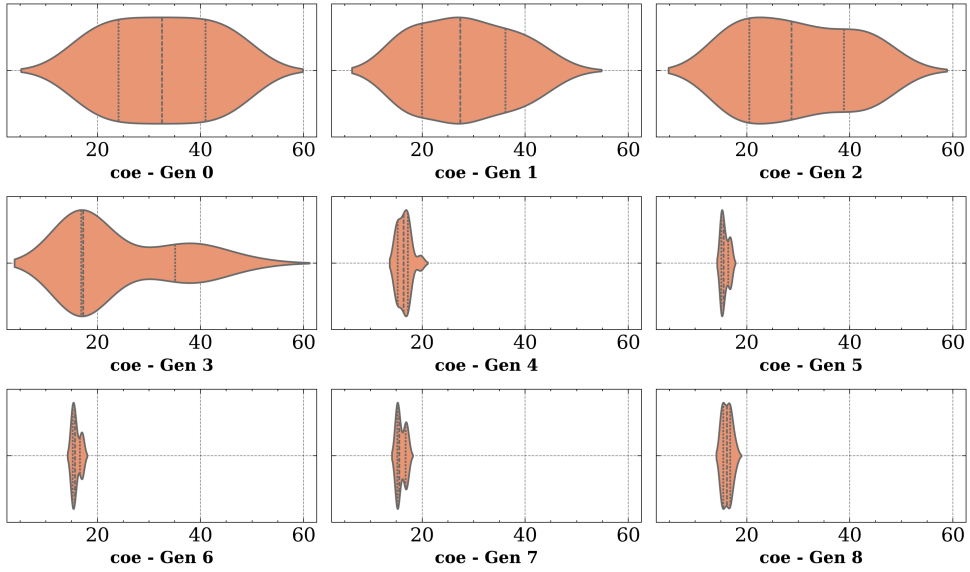 20 40 60
coe - Gen 0
20 40 60
coe - Gen 1
20 40 60
coe - Gen 2
20 40 60
coe - Gen 3
20 40 60
coe - Gen 4
20 40 60
coe - Gen 5
20 40 60
coe - Gen 6
20 40 60
coe - Gen 7
20 40 60
coe - Gen 8